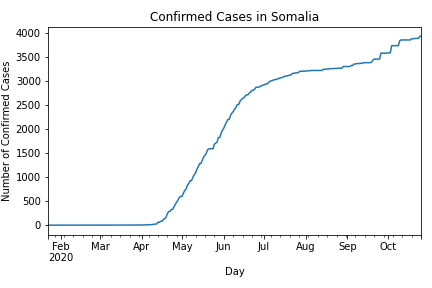 Confirmed Cases in Somalia
Number of Confirmed Cases
4000
3500
3000
2500
2000
1500
1000
500
0
Feb Mar Apr May Jun Jul Aug Sep Oct
2020
Day